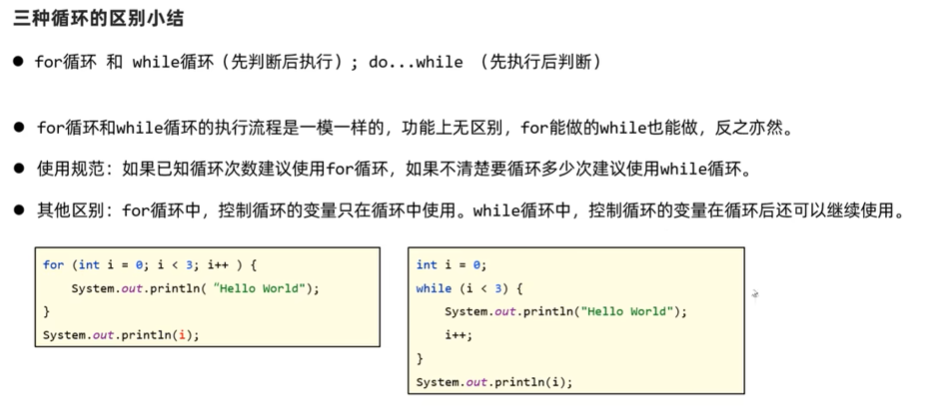 三种循环的区别小结
● for循环 和 while循环（先判断后执行）; do...while （先执行后判断）
● for循环和while循环的执行流程是一模一样的，功能上无区别，for能做的while也能做，反之亦然。
● 使用规范：如果已知循环次数建议使用for循环，如果不清楚要循环多少次建议使用while循环。
● 其他区别：for循环中，控制循环的变量只在循环中使用。while循环中，控制循环的变量在循环后还可以继续使用。
for (int i = 0; i < 3; i++ ) {
    System.out.println( “Hello World");
}
System.out.println(i);
int i = 0;
while (i < 3) {
    System.out.println("Hello World");
    i++;
}
System.out.println(i);